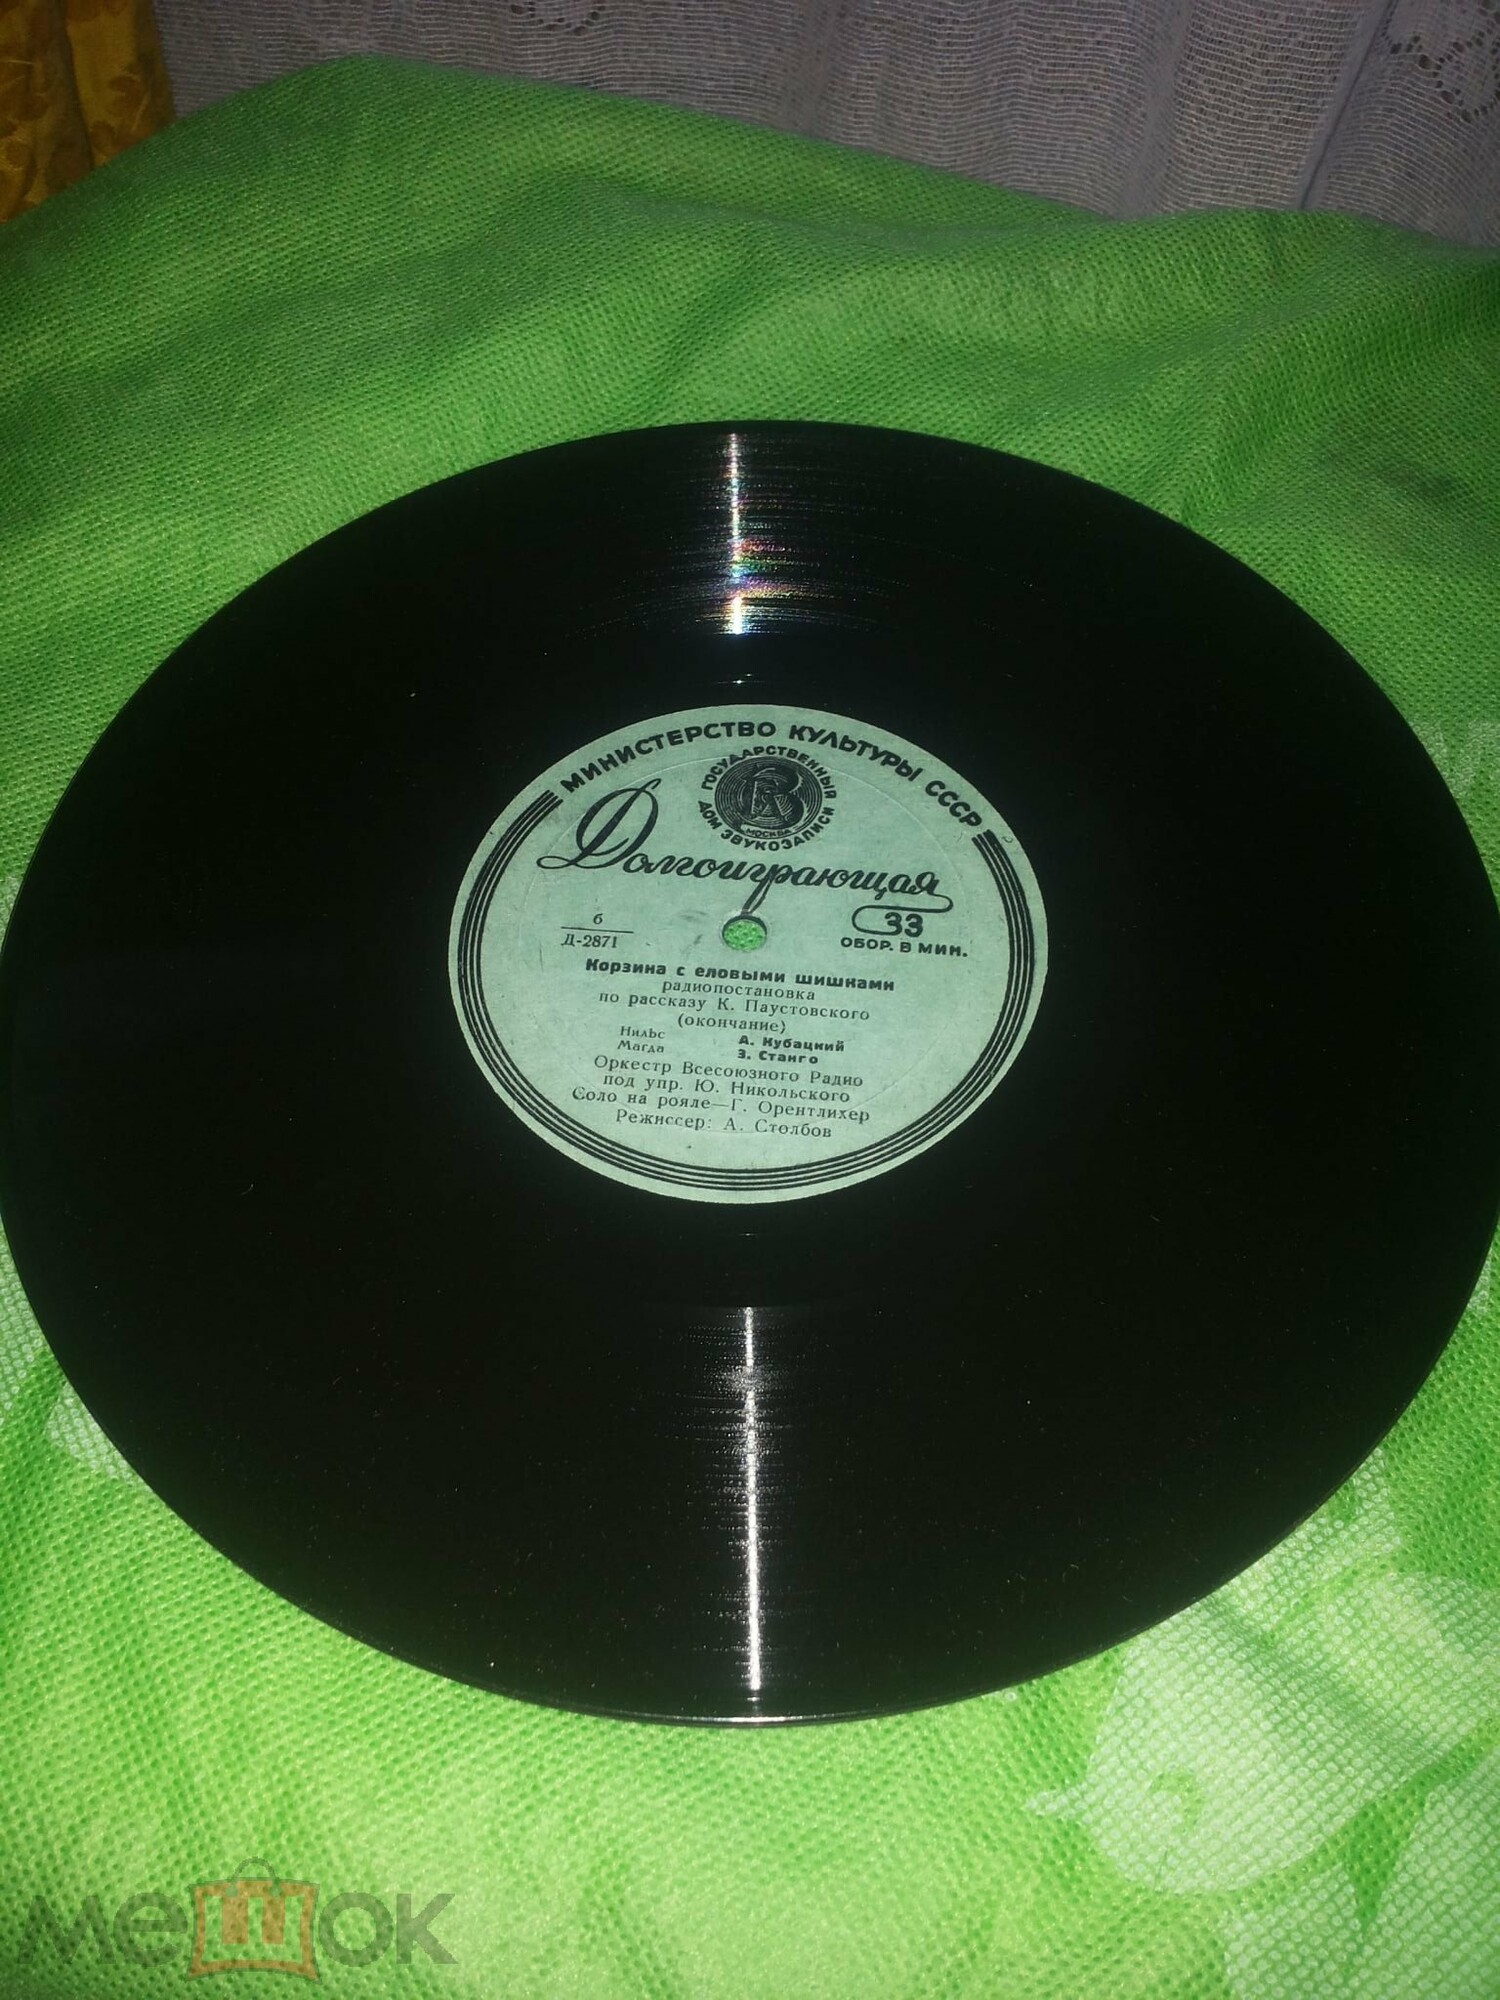 МИНИСТЕРСТВО КУЛЬТУРЫ СССР
ГОСУДАРСТВЕННЫЙ
ДОМ ЗВУКОЗАПИСИ
МОСКВА
Долгоиграющая
33
ОБОР. В МИН.
6
Д-2871
Корзина с еловыми шишками
радиопостановка
по рассказу К. Паустовского
(окончание)
Нильс А. Кубацкий
Магда З. Станго
Оркестр Всесоюзного Радио
под упр. Ю. Никольского
Соло на рояле—Г. Орентлихер
Режиссер: А. Столбов
мешок